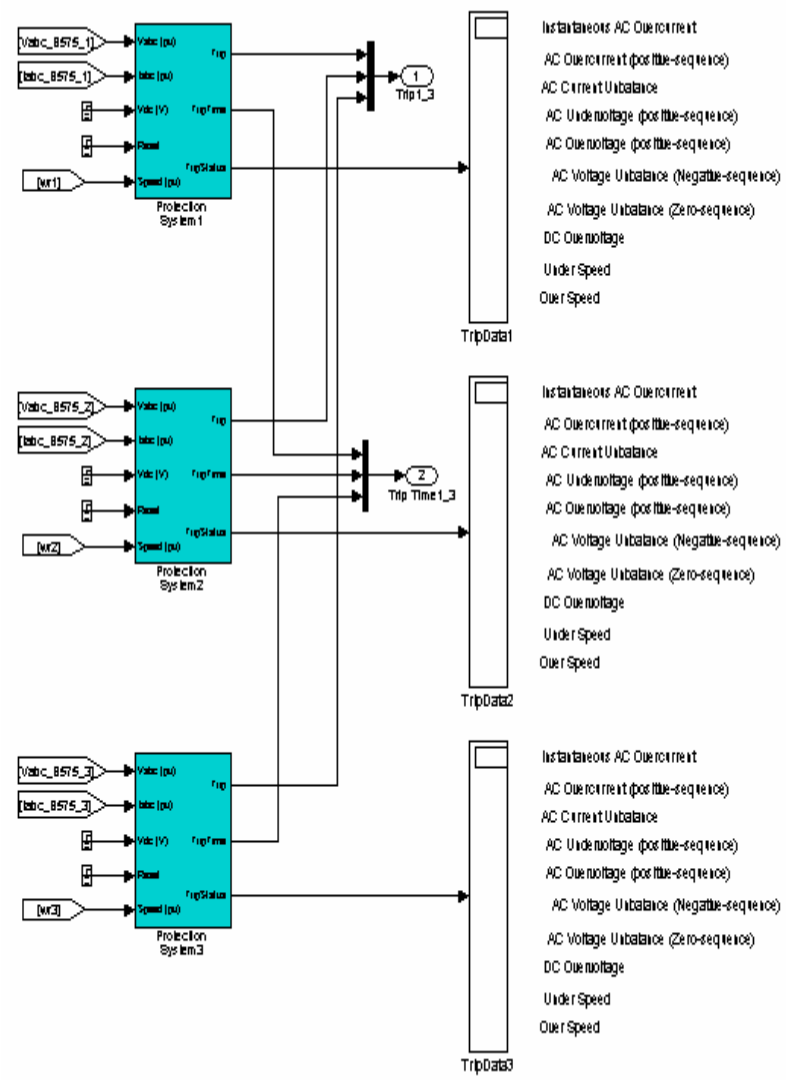 [Vabc_B575_1]
Vabc (pu)
Trip
[Iabc_B575_1]
Iabc (pu)
1
Trip1_3
Vdc (V)
TripTime
Reset
TripStatus
[wr1]
Speed (pu)
Protection
System1
Instantaneous AC Overcurrent
AC Overcurrent (positive-sequence)
AC Current Unbalance
AC Undervoltage (positive-sequence)
AC Overvoltage (positive-sequence)
AC Voltage Unbalance (Negative-sequence)
AC Voltage Unbalance (Zero-sequence)
DC Overvoltage
Under Speed
Over Speed
TripData1
[Vabc_B575_2]
Vabc (pu)
Trip
[Iabc_B575_2]
Iabc (pu)
Vdc (V)
TripTime
2
Trip Time1_3
Reset
TripStatus
[wr2]
Speed (pu)
Protection
System2
Instantaneous AC Overcurrent
AC Overcurrent (positive-sequence)
AC Current Unbalance
AC Undervoltage (positive-sequence)
AC Overvoltage (positive-sequence)
AC Voltage Unbalance (Negative-sequence)
AC Voltage Unbalance (Zero-sequence)
DC Overvoltage
Under Speed
Over Speed
TripData2
[Vabc_B575_3]
Vabc (pu)
Trip
[Iabc_B575_3]
Iabc (pu)
Vdc (V)
TripTime
Reset
TripStatus
[wr3]
Speed (pu)
Protection
System3
Instantaneous AC Overcurrent
AC Overcurrent (positive-sequence)
AC Current Unbalance
AC Undervoltage (positive-sequence)
AC Overvoltage (positive-sequence)
AC Voltage Unbalance (Negative-sequence)
AC Voltage Unbalance (Zero-sequence)
DC Overvoltage
Under Speed
Over Speed
TripData3